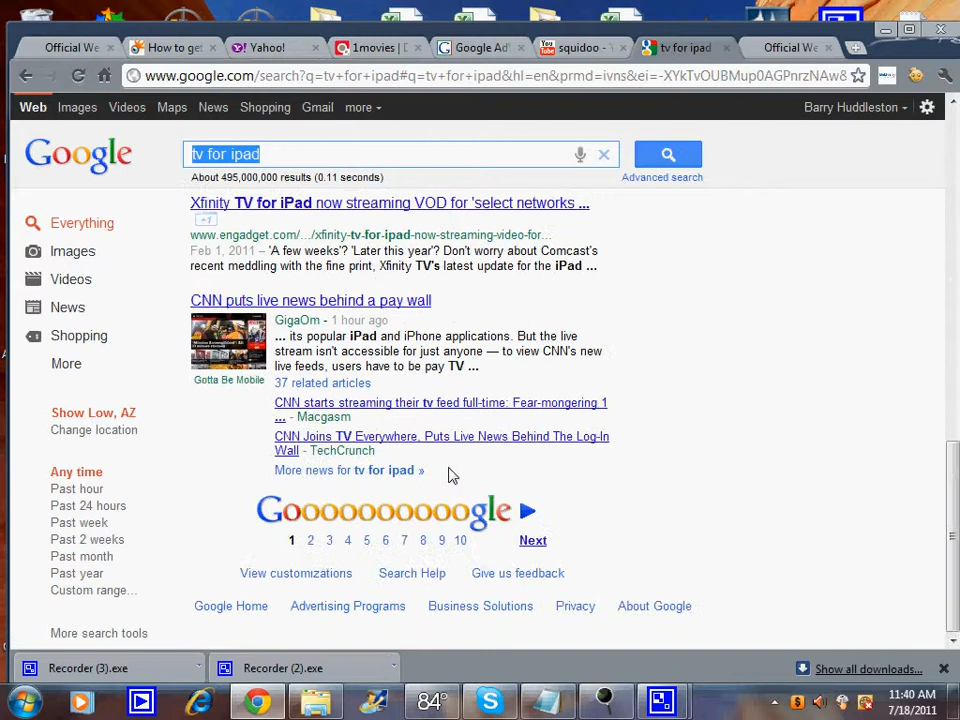 Official We
How to get
Yahoo!
1movies | D
Google Ad
squidoo -
tv for ipad
Official We
www.google.com/search?q=tv+for+ipad#q=tv+for+ipad&hl=en&prmd=ivns&ei=-XYkTvOUBMup0AGPnrzNAw&
Web Images Videos Maps News Shopping Gmail more
Barry Huddleston
Google
tv for ipad
About 495,000,000 results (0.11 seconds)
Advanced search
Everything
Images
Videos
News
Shopping
More
Show Low, AZ
Change location
Any time
Past hour
Past 24 hours
Past week
Past 2 weeks
Past month
Past year
Custom range...
More search tools
Xfinity TV for iPad now streaming VOD for 'select networks ...
+1
www.engadget.com/.../xfinity-tv-for-ipad-now-streaming-video-for...
Feb 1, 2011 – 'A few weeks'? 'Later this year'? Don't worry about Comcast's
recent meddling with the fine print, Xfinity TV's latest update for the iPad ...
CNN puts live news behind a pay wall
Gotta Be Mobile
GigaOm - 1 hour ago
... its popular iPad and iPhone applications. But the live
stream isn't accessible for just anyone — to view CNN's new
live feeds, users have to be pay TV ...
37 related articles
CNN starts streaming their tv feed full-time: Fear-mongering 1
... - Macgasm
CNN Joins TV Everywhere, Puts Live News Behind The Log-In
Wall - TechCrunch
More news for tv for ipad »
Goooooooooogle
1 2 3 4 5 6 7 8 9 10 Next
View customizations Search Help Give us feedback
Google Home Advertising Programs Business Solutions Privacy About Google
Recorder (3).exe
Recorder (2).exe
Show all downloads...
84°
11:40 AM
7/18/2011